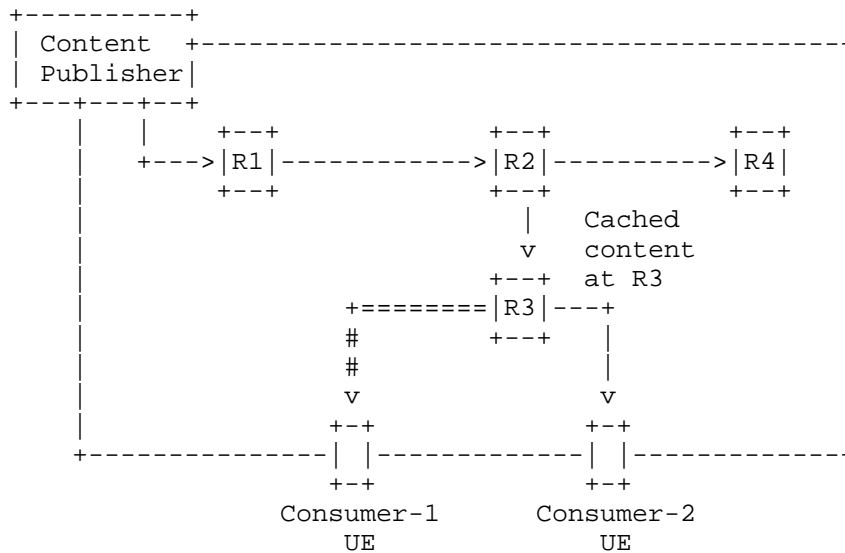 Content
Publisher
R1 R2 R4
Cached
content
at R3
R3
Consumer-1 Consumer-2
UE UE